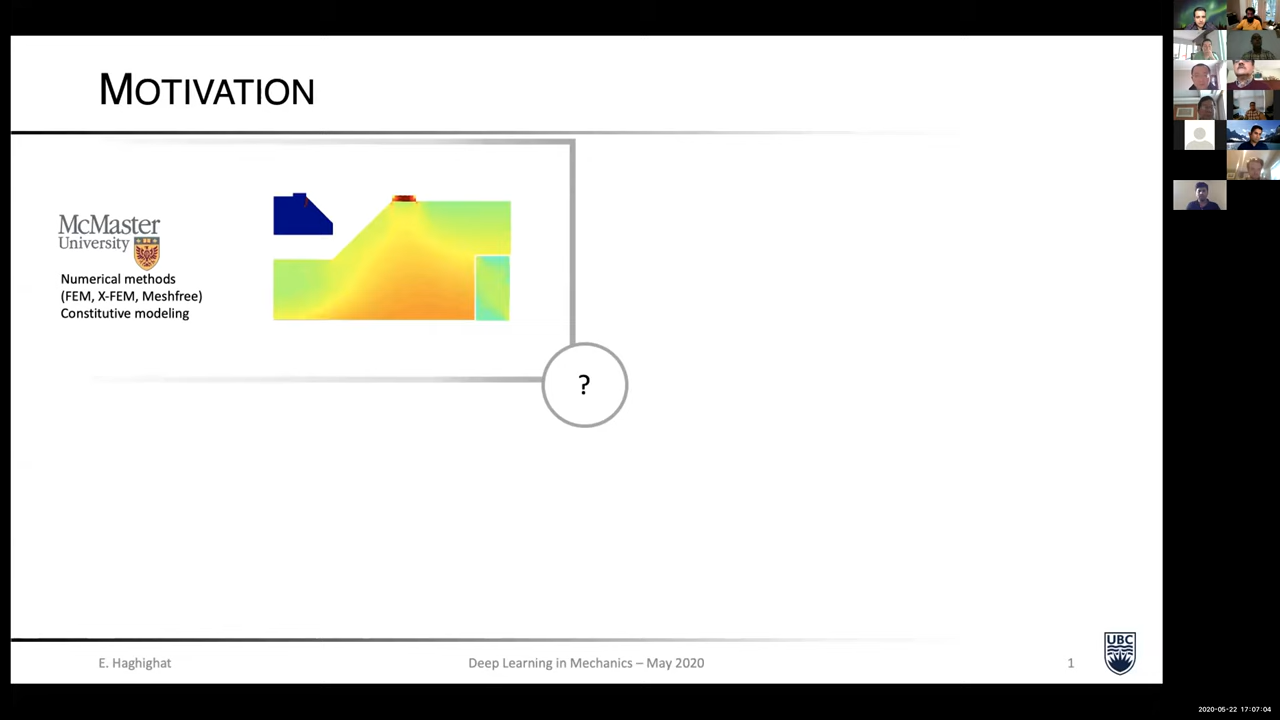 MOTIVATION
McMaster
University
Numerical methods
(FEM, X-FEM, Meshfree)
Constitutive modeling
?
UBC
E. Haghighat
Deep Learning in Mechanics – May 2020
1
2020-05-22 17:07:04